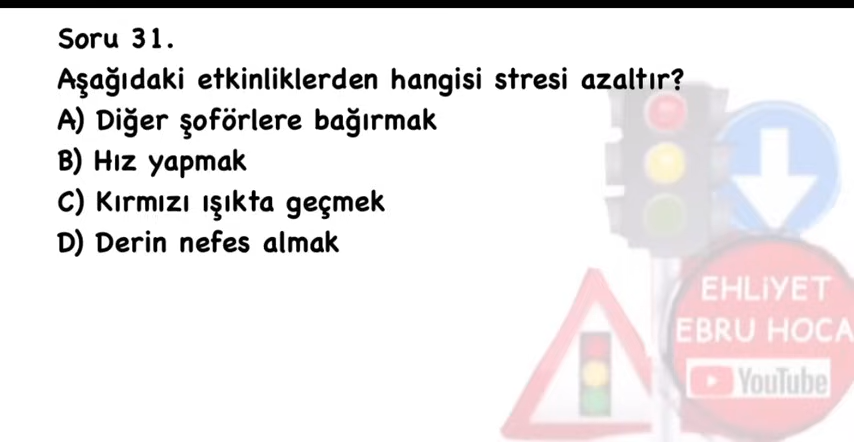 Soru 31.
Aşağıdaki etkinliklerden hangisi stresi azaltır?
A) Diğer şoförlere bağırmak
B) Hız yapmak
C) Kırmızı ışıkta geçmek
D) Derin nefes almak
EHLİYET
EBRU HOCA
YouTube